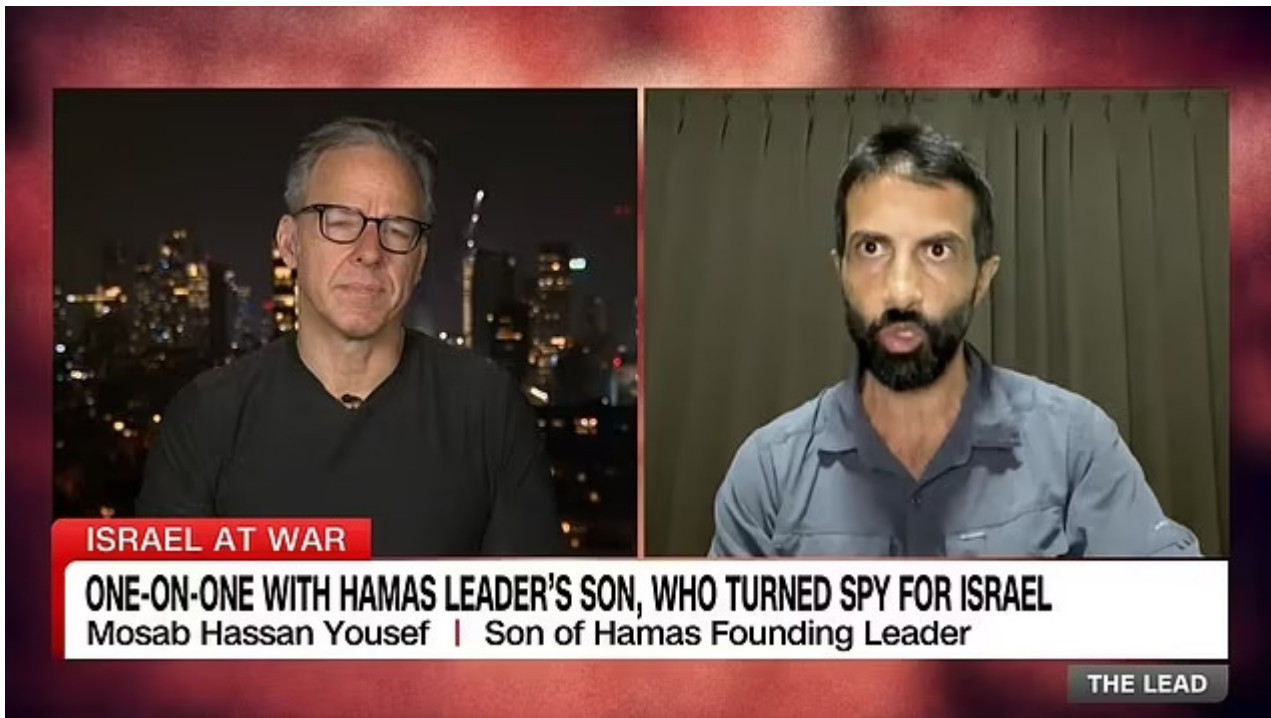 ISRAEL AT WAR
ONE-ON-ONE WITH HAMAS LEADER'S SON, WHO TURNED SPY FOR ISRAEL
Mosab Hassan Yousef | Son of Hamas Founding Leader
THE LEAD